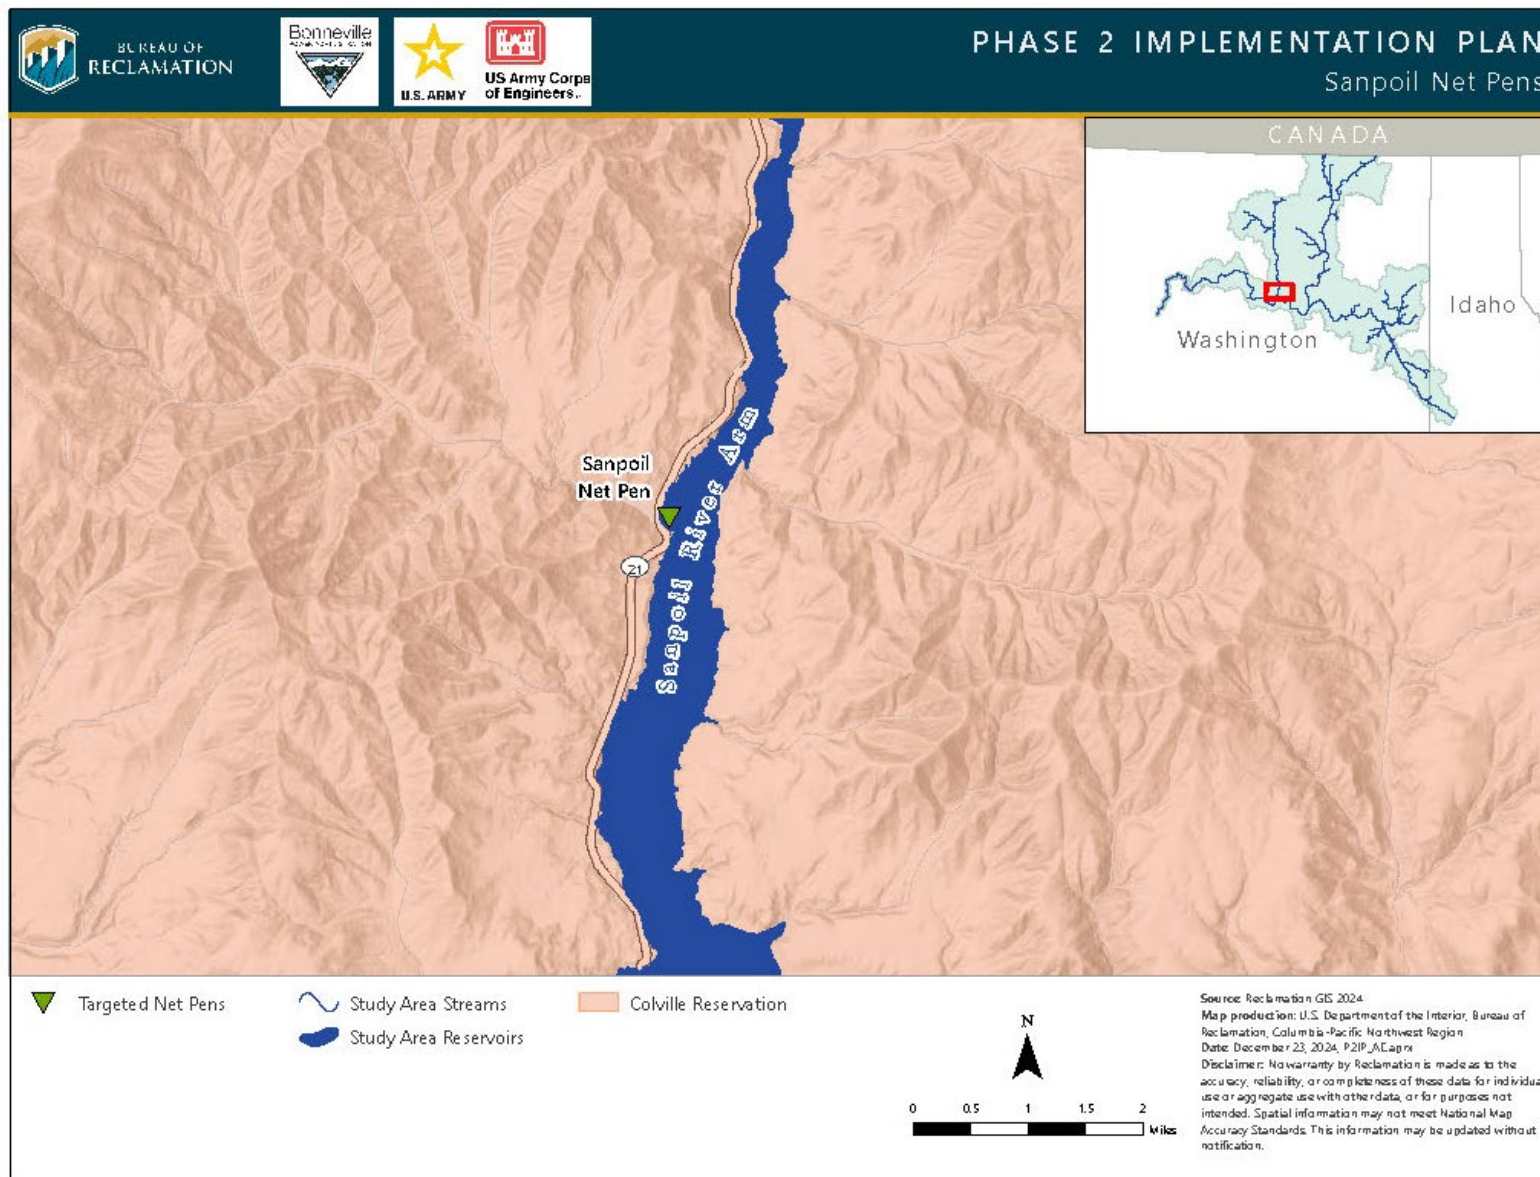 BUREAU OF
RECLAMATION
Bonneville
POWER ADMINISTRATION
U.S. ARMY
US Army Corps
of Engineers
PHASE 2 IMPLEMENTATION PLAN
Sanpoil Net Pens
CANADA
Washington
Idaho
Sanpoil
Net Pen
Sanpoil River Arm
21
Targeted Net Pens
Study Area Streams
Study Area Reservoirs
Colville Reservation
N
0 0.5 1 1.5 2
Miles
Source: Reclamation GIS 2024
Map production: U.S. Department of the Interior, Bureau of
Reclamation, Columbia-Pacific Northwest Region
Date: December 23, 2024, P2IP_AE.aprx
Disclaimer: No warranty by Reclamation is made as to the
accuracy, reliability, or completeness of these data for individua
use or aggregate use with other data, or for purposes not
intended. Spatial information may not meet National Map
Accuracy Standards. This information may be updated without
notification.